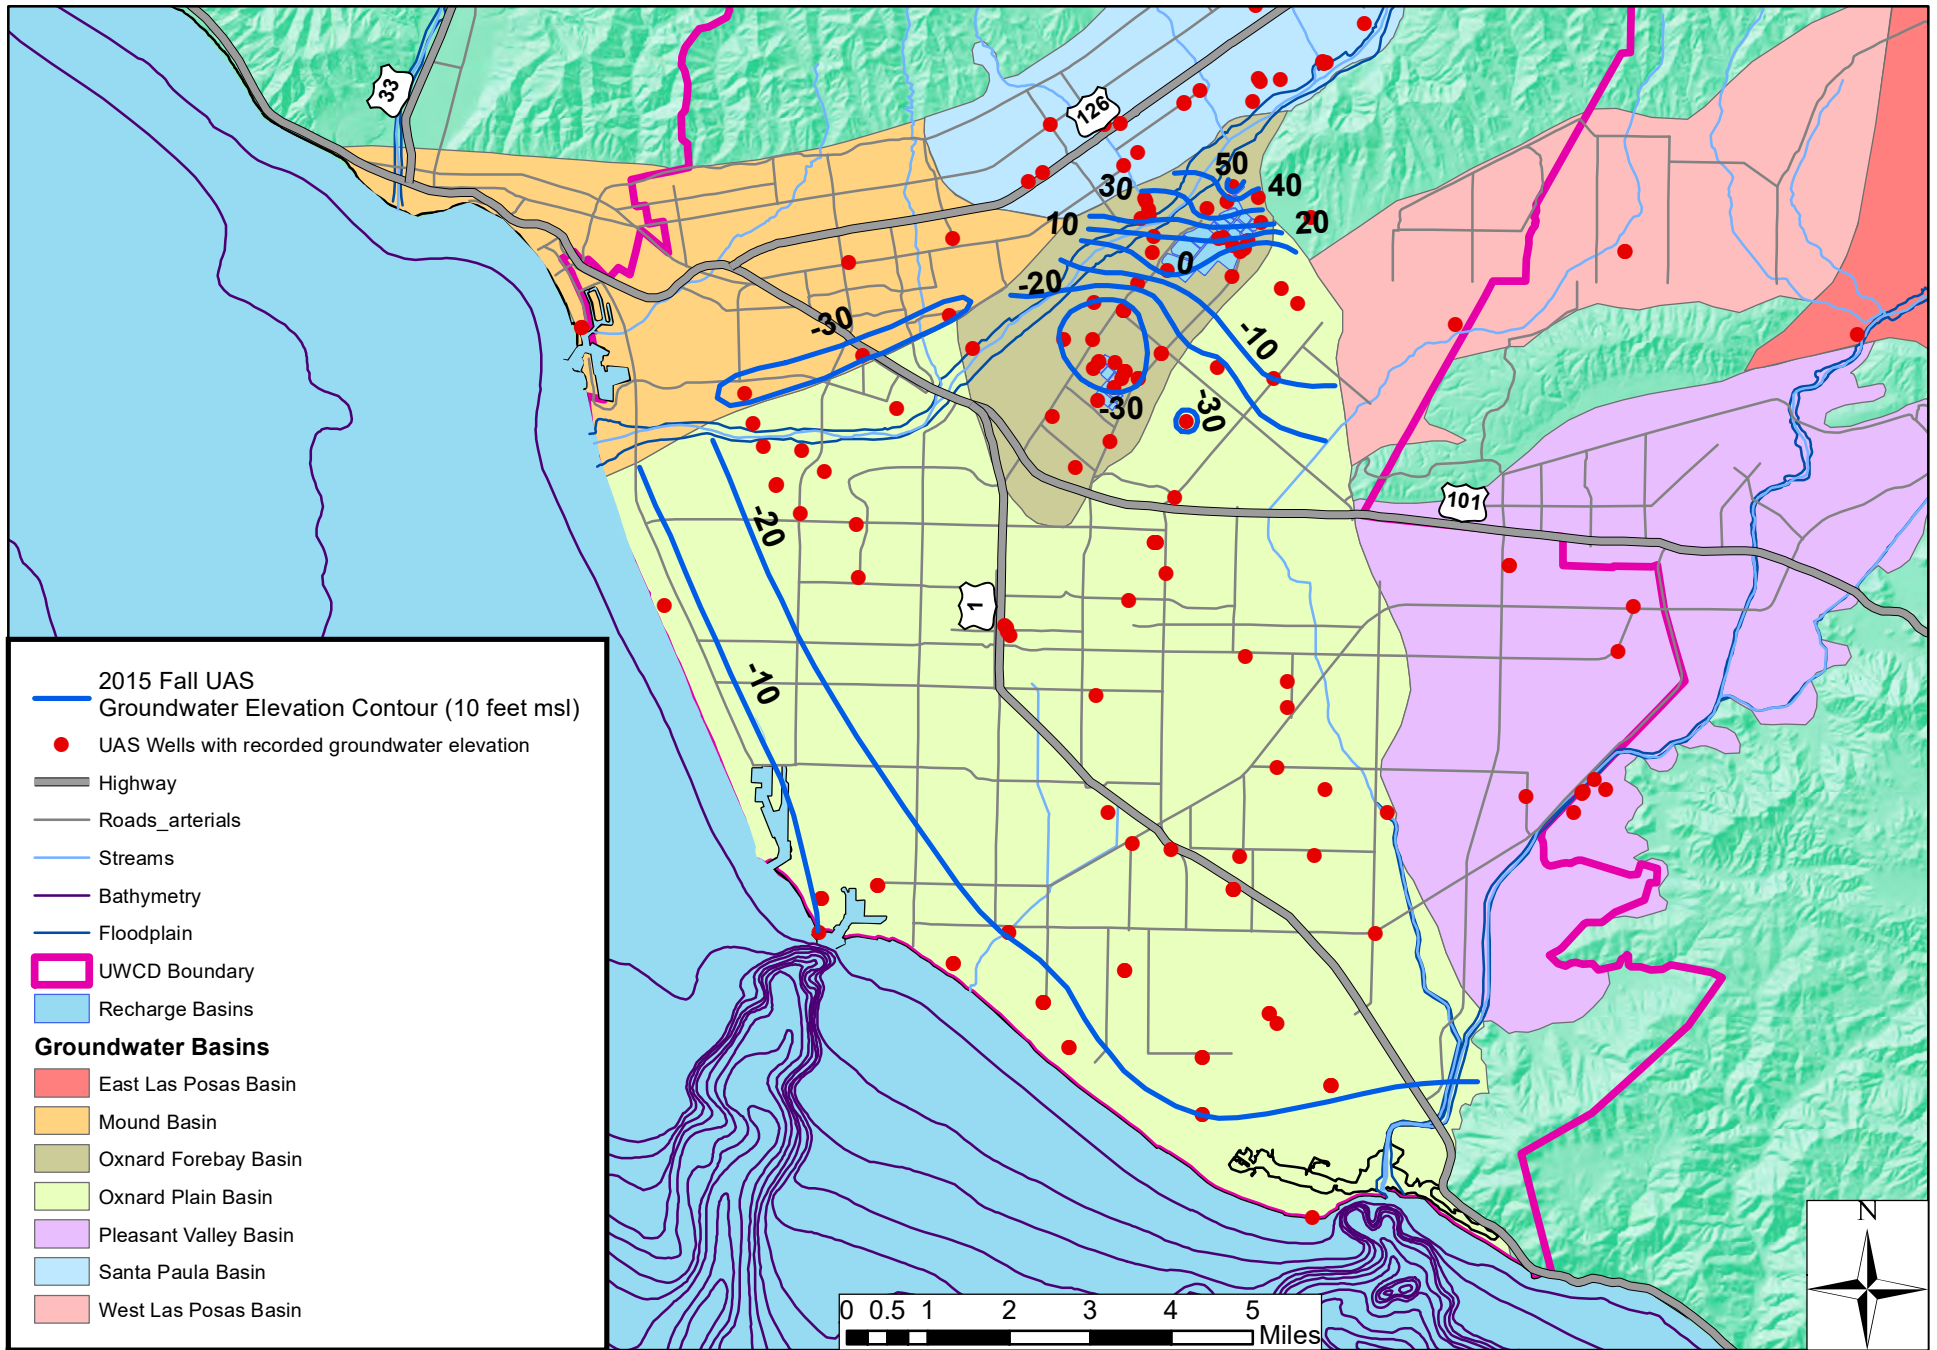 33
126
50
30
40
10
20
0
-20
-30
-10
-30
-30
101
-20
1
-10
2015 Fall UAS
Groundwater Elevation Contour (10 feet msl)
UAS Wells with recorded groundwater elevation
Highway
Roads_arterials
Streams
Bathymetry
Floodplain
UWCD Boundary
Recharge Basins
Groundwater Basins
East Las Posas Basin
Mound Basin
Oxnard Forebay Basin
Oxnard Plain Basin
Pleasant Valley Basin
Santa Paula Basin
West Las Posas Basin
N
0 0.5 1 2 3 4 5
Miles